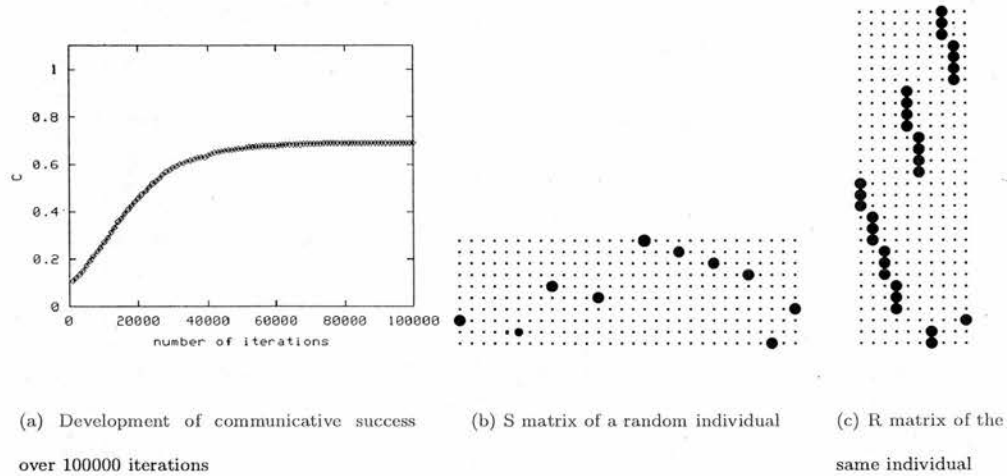 1
0.8
0.6
0.4
0.2
0
C
0 20000 40000 60000 80000 100000
number of iterations
(a) Development of communicative success
over 100000 iterations
(b) S matrix of a random individual
(c) R matrix of the
same individual